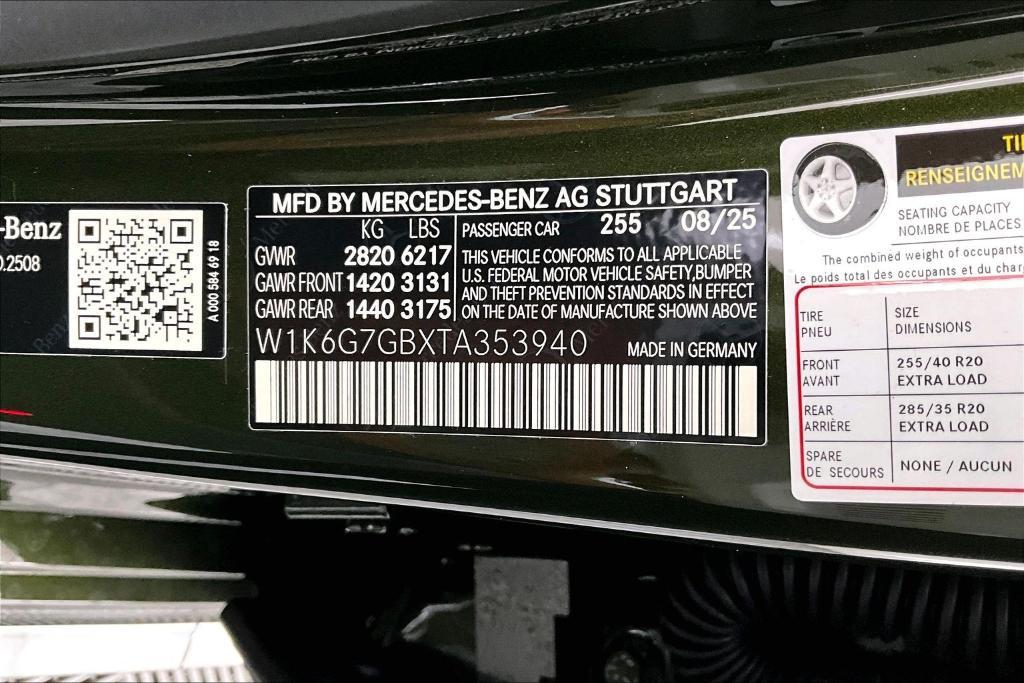 -Benz
.2508
A 000 584 69 18
MFD BY MERCEDES-BENZ AG STUTTGART
KG LBS
GVWR 2820 6217
GAWR FRONT 1420 3131
GAWR REAR 1440 3175
PASSENGER CAR 255 08/25
THIS VEHICLE CONFORMS TO ALL APPLICABLE
U.S. FEDERAL MOTOR VEHICLE SAFETY,BUMPER
AND THEFT PREVENTION STANDARDS IN EFFECT
ON THE DATE OF MANUFACTURE SHOWN ABOVE
W1K6G7GBXTA353940 MADE IN GERMANY
TI
RENSEIGNEM
SEATING CAPACITY
NOMBRE DE PLACES
The combined weight of occupants
Le poids total des occupants et du char
TIRE SIZE
PNEU DIMENSIONS
FRONT 255/40 R20
AVANT EXTRA LOAD
REAR 285/35 R20
ARRIÈRE EXTRA LOAD
SPARE
DE SECOURS NONE / AUCUN